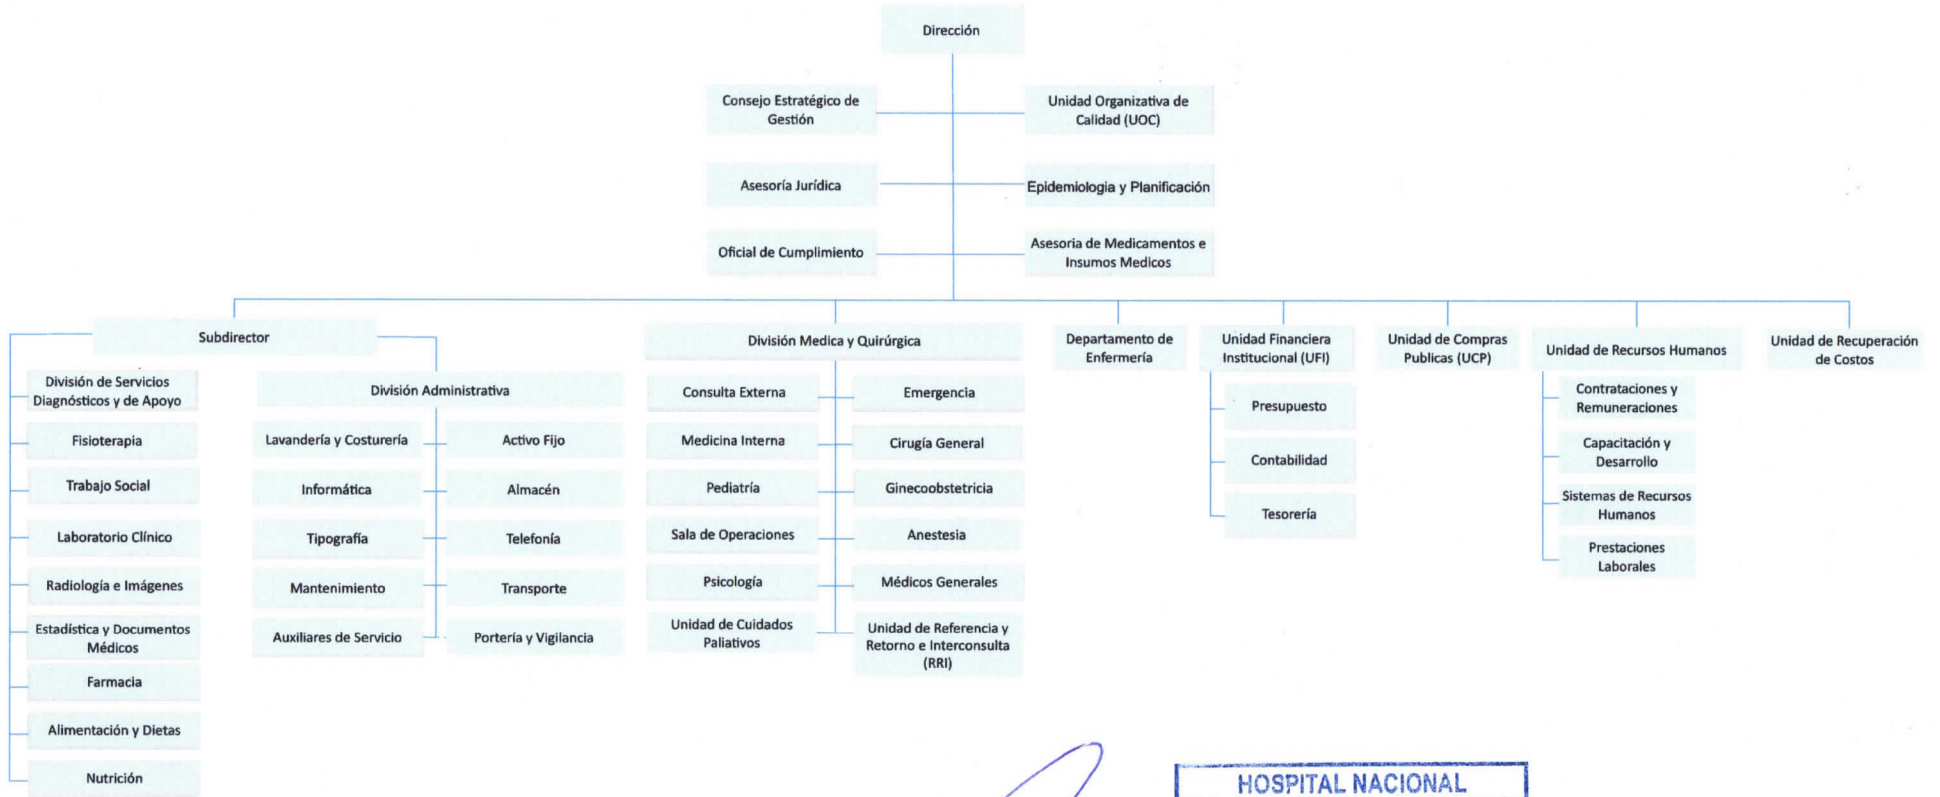 Dirección
Consejo Estratégico de
Gestión
Unidad Organizativa de
Calidad (UOC)
Asesoría Jurídica
Epidemiologia y Planificación
Oficial de Cumplimiento
Asesoria de Medicamentos e
Insumos Medicos
Subdirector
División de Servicios
Diagnósticos y de Apoyo
Fisioterapia
Trabajo Social
Laboratorio Clínico
Radiología e Imágenes
Estadística y Documentos
Médicos
Farmacia
Alimentación y Dietas
Nutrición
División Administrativa
Lavandería y Costurería
Activo Fijo
Informática
Almacén
Tipografía
Telefonía
Mantenimiento
Transporte
Auxiliares de Servicio
Portería y Vigilancia
División Medica y Quirúrgica
Consulta Externa
Emergencia
Medicina Interna
Cirugía General
Pediatría
Ginecoobstetricia
Sala de Operaciones
Anestesia
Psicología
Médicos Generales
Unidad de Cuidados
Paliativos
Unidad de Referencia y
Retorno e Interconsulta
(RRI)
Departamento de
Enfermería
Unidad Financiera
Institucional (UFI)
Presupuesto
Contabilidad
Tesorería
Unidad de Compras
Publicas (UCP)
Unidad de Recursos Humanos
Contrataciones y
Remuneraciones
Capacitación y
Desarrollo
Sistemas de Recursos
Humanos
Prestaciones
Laborales
Unidad de Recuperación
de Costos
HOSPITAL NACIONAL